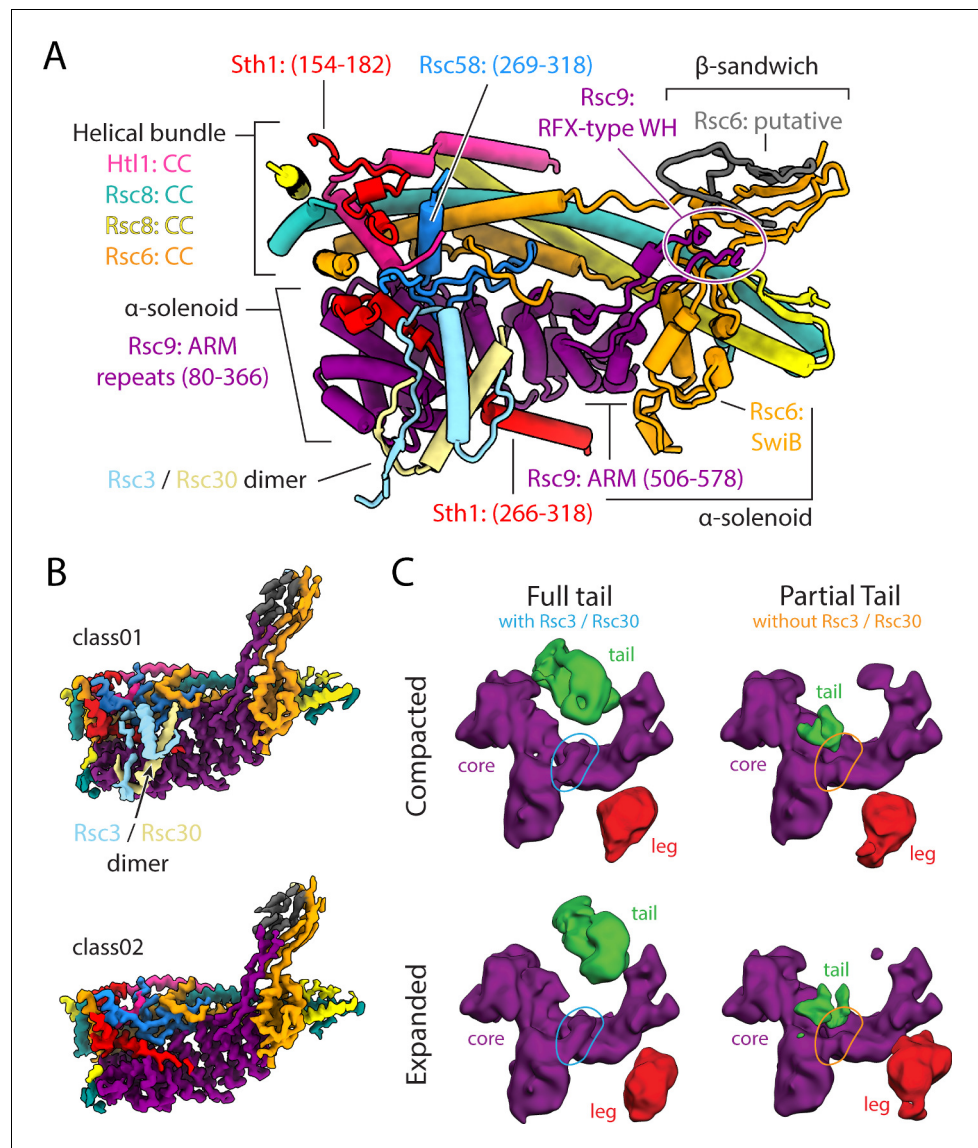 A
Sth1: (154-182)
Rsc58: (269-318)
β-sandwich
Rsc9:
RFX-type WH
Rsc6: putative
Helical bundle
Htl1: CC
Rsc8: CC
Rsc8: CC
Rsc6: CC
α-solenoid
Rsc9: ARM
repeats (80-366)
Rsc3 / Rsc30 dimer
Rsc6:
SwiB
Rsc9: ARM (506-578)
Sth1: (266-318)
α-solenoid
B
class01
Rsc3 / Rsc30
dimer
class02
C
Full tail
with Rsc3 / Rsc30
Partial Tail
without Rsc3 / Rsc30
Compacted
tail
core
leg
tail
core
leg
Expanded
tail
core
leg
tail
core
leg